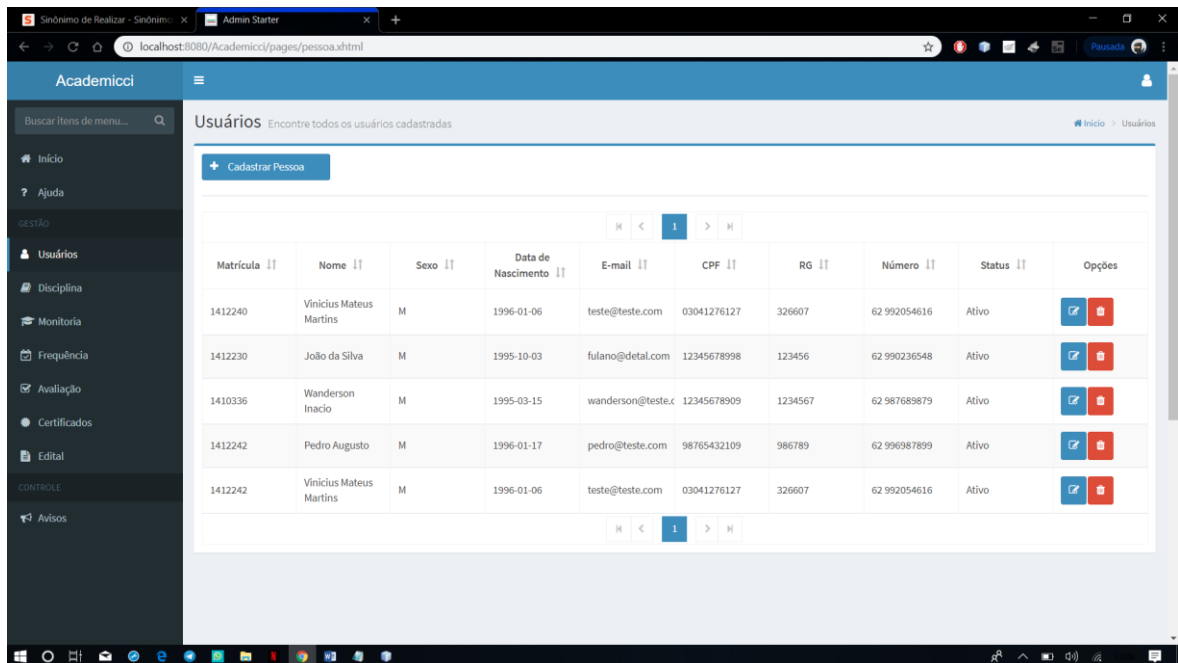 S Sinônimo de Realizar - Sinônimo
Admin Starter
localhost:8080/Academicci/pages/pessoa.xhtml
Pausada
Academicci
Buscar itens de menu...
Usuários Encontre todos os usuários cadastradas
Inicio > Usuários
Início
? Ajuda
GESTÃO
Usuários
Disciplina
Monitoria
Frequência
Avaliação
Certificados
Edital
CONTROLE
Avisos
+ Cadastrar Pessoa
1
Matrícula Nome Sexo Data de Nascimento E-mail CPF RG Número Status Opções
1412240 Vinicius Mateus Martins M 1996-01-06 teste@teste.com 03041276127 326607 62 992054616 Ativo
1412230 João da Silva M 1995-10-03 fulano@detal.com 12345678998 123456 62 990236548 Ativo
1410336 Wanderson Inacio M 1995-03-15 wanderson@teste.c 12345678909 1234567 62 987689879 Ativo
1412242 Pedro Augusto M 1996-01-17 pedro@teste.com 98765432109 986789 62 996987899 Ativo
1412242 Vinicius Mateus Martins M 1996-01-06 teste@teste.com 03041276127 326607 62 992054616 Ativo
1